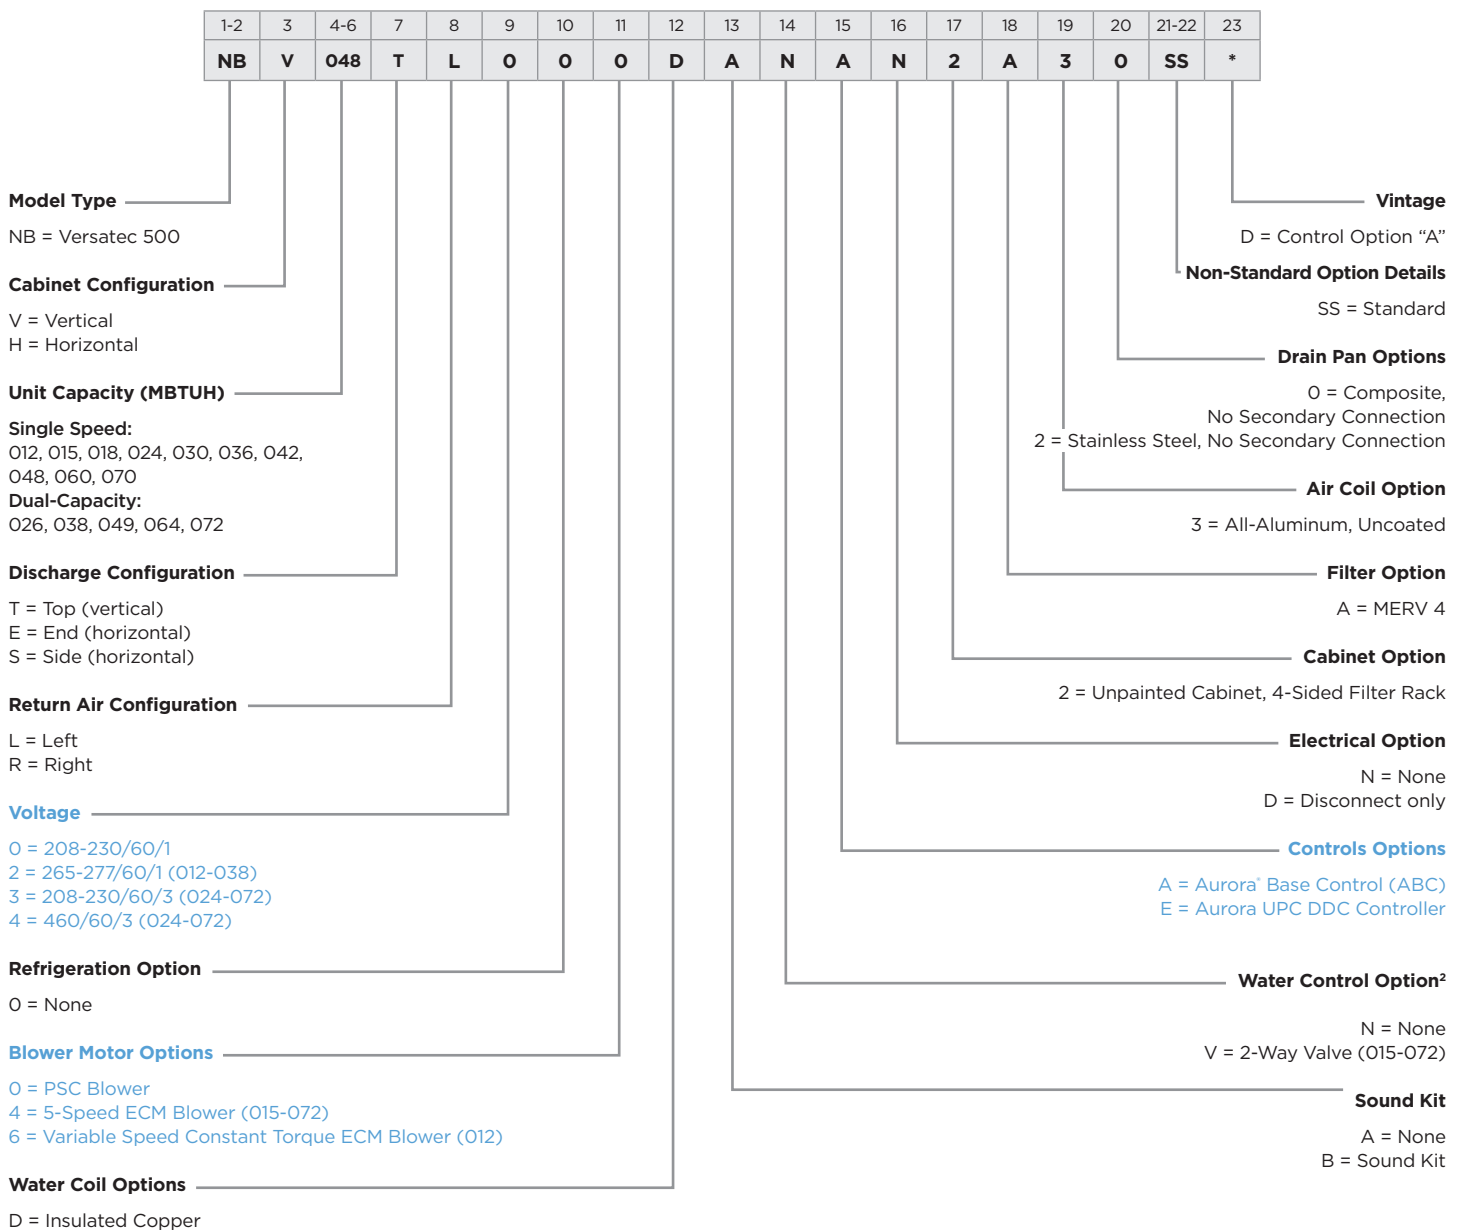 1-2 3 4-6 7 8 9 10 11 12 13 14 15 16 17 18 19 20 21-22 23
NB V 048 T L 0 0 0 D A N A N 2 A 3 0 SS *
Model Type
NB = Versatec 500
Cabinet Configuration
V = Vertical
H = Horizontal
Unit Capacity (MBTUH)
Single Speed:
012, 015, 018, 024, 030, 036, 042,
048, 060, 070
Dual-Capacity:
026, 038, 049, 064, 072
Discharge Configuration
T = Top (vertical)
E = End (horizontal)
S = Side (horizontal)
Return Air Configuration
L = Left
R = Right
Voltage
0 = 208-230/60/1
2 = 265-277/60/1 (012-038)
3 = 208-230/60/3 (024-072)
4 = 460/60/3 (024-072)
Refrigeration Option
0 = None
Blower Motor Options
0 = PSC Blower
4 = 5-Speed ECM Blower (015-072)
6 = Variable Speed Constant Torque ECM Blower (012)
Water Coil Options
D = Insulated Copper
Vintage
D = Control Option “A”
Non-Standard Option Details
SS = Standard
Drain Pan Options
0 = Composite,
No Secondary Connection
2 = Stainless Steel, No Secondary Connection
Air Coil Option
3 = All-Aluminum, Uncoated
Filter Option
A = MERV 4
Cabinet Option
2 = Unpainted Cabinet, 4-Sided Filter Rack
Electrical Option
N = None
D = Disconnect only
Controls Options
A = Aurora® Base Control (ABC)
E = Aurora UPC DDC Controller
Water Control Option²
N = None
V = 2-Way Valve (015-072)
Sound Kit
A = None
B = Sound Kit